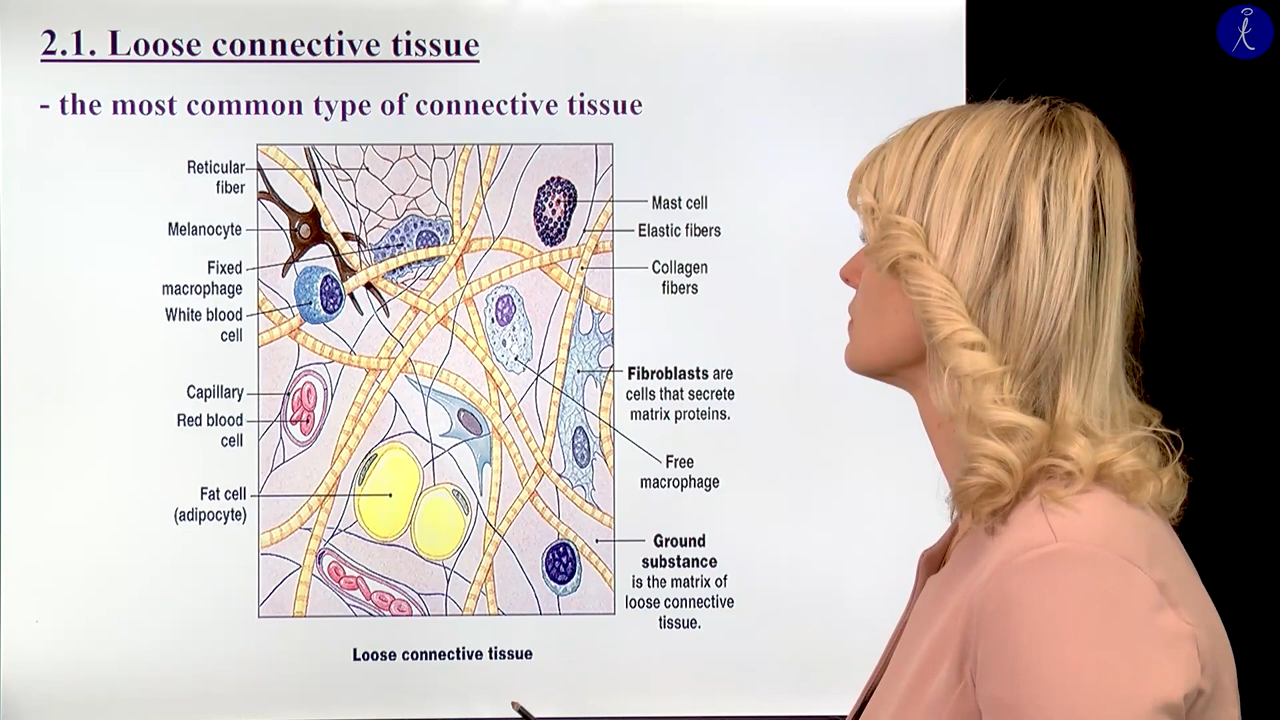 2.1. Loose connective tissue
- the most common type of connective tissue
Reticular
fiber
Melanocyte
Fixed
macrophage
White blood
cell
Capillary
Red blood
cell
Fat cell
(adipocyte)
Mast cell
Elastic fibers
Collagen
fibers
Fibroblasts are
cells that secrete
matrix proteins.
Free
macrophage
Ground
substance
is the matrix of
loose connective
tissue.
Loose connective tissue